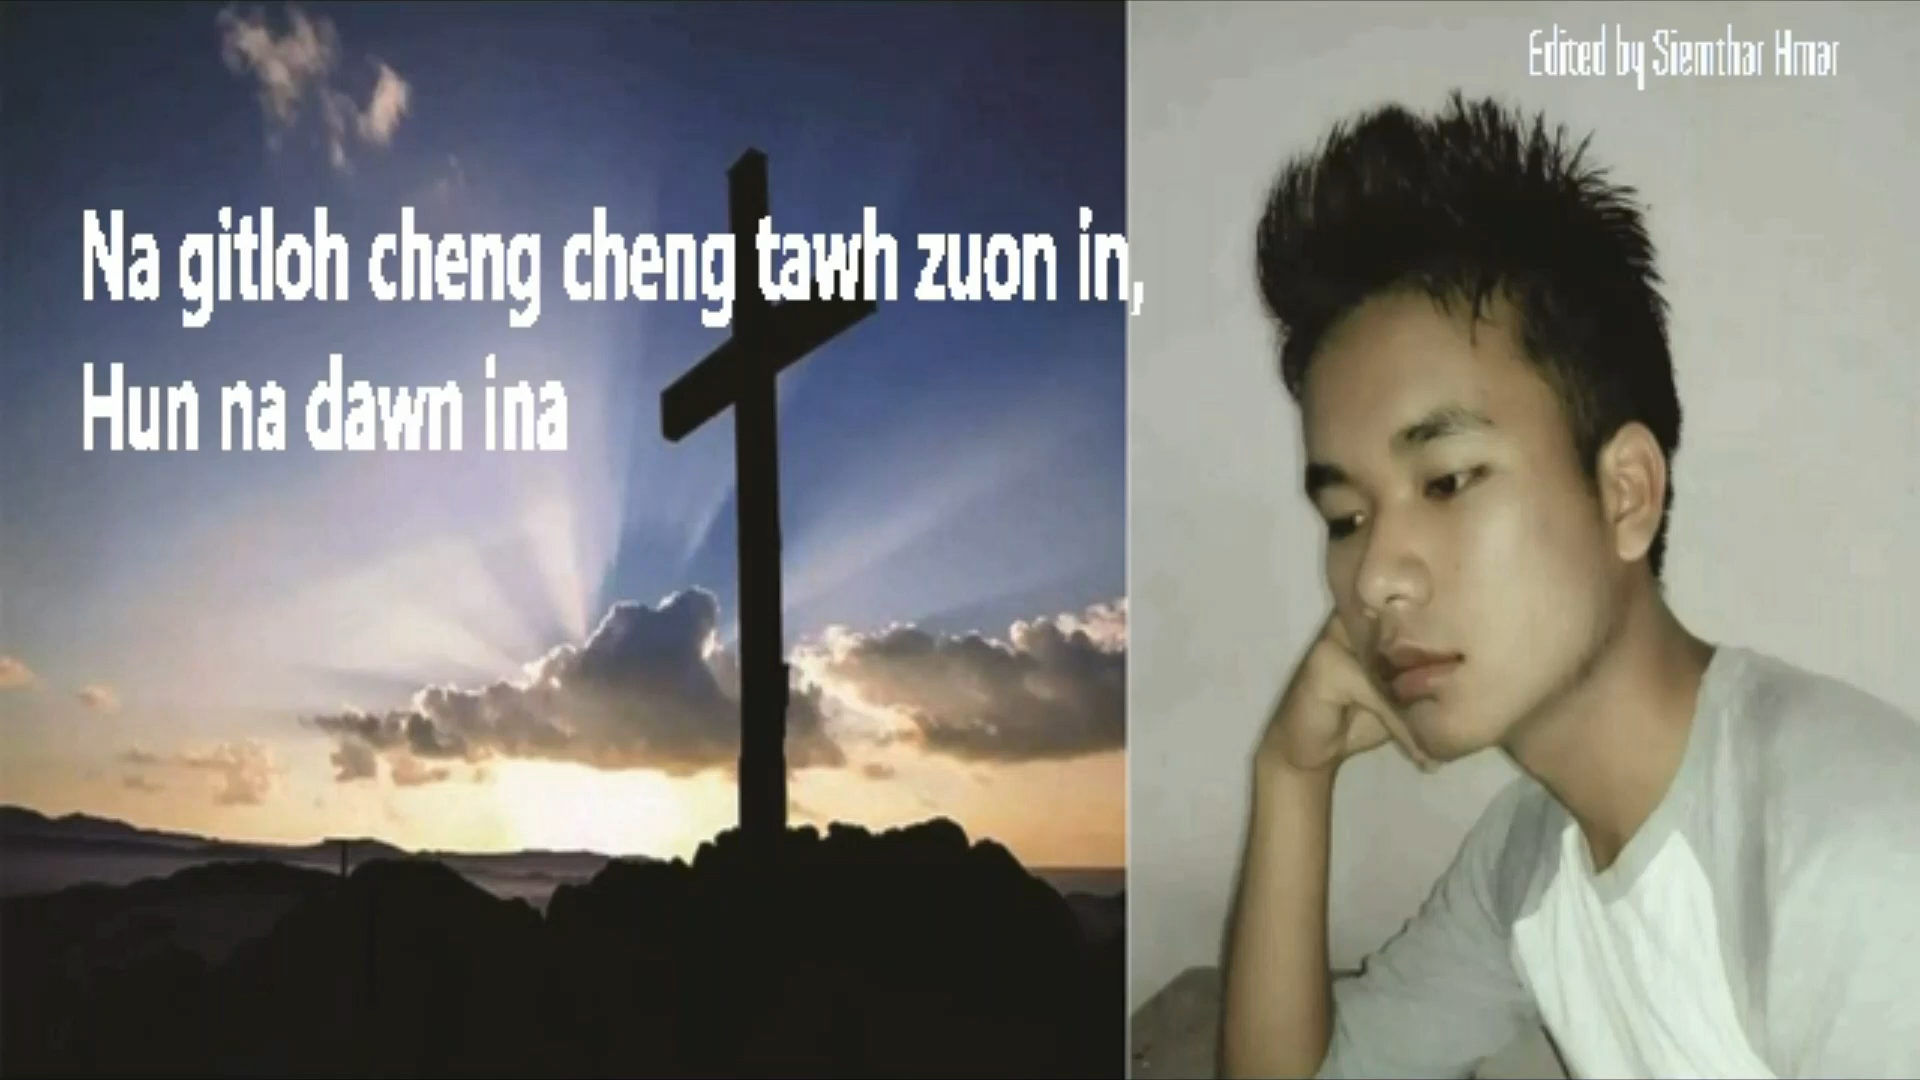 Edited by Siemthar Hmar
Na gitloh cheng cheng tawh zuon in,
Hun na dawn ina